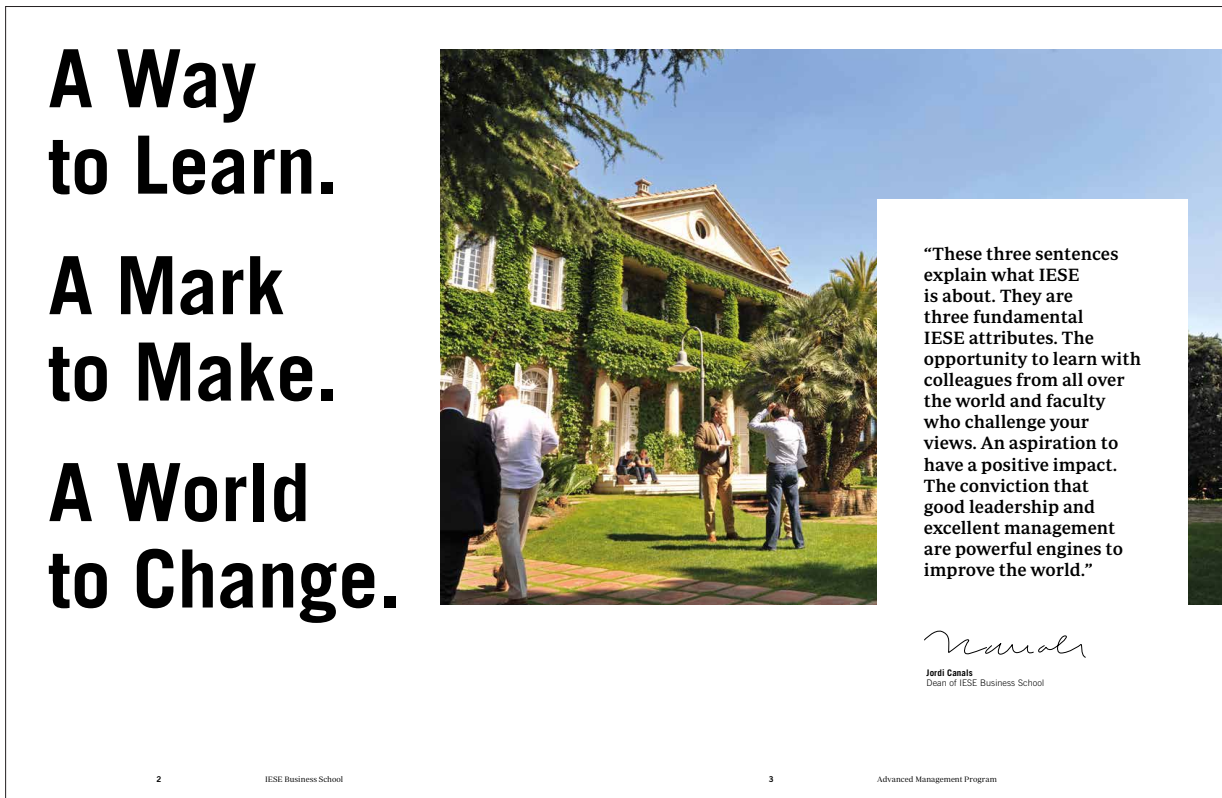 A Way
to Learn.
A Mark
to Make.
A World
to Change.
“These three sentences
explain what IESE
is about. They are
three fundamental
IESE attributes. The
opportunity to learn with
colleagues from all over
the world and faculty
who challenge your
views. An aspiration to
have a positive impact.
The conviction that
good leadership and
excellent management
are powerful engines to
improve the world.”
Jordi Canals
Dean of IESE Business School
2 IESE Business School
3 Advanced Management Program